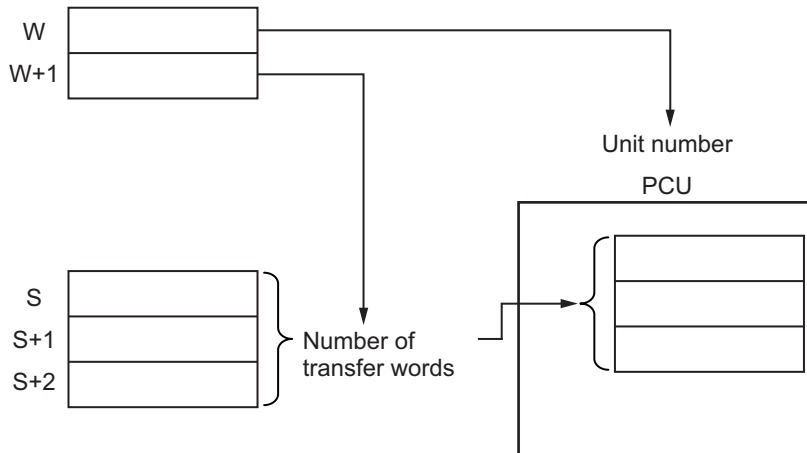 W
W+1
Unit number
PCU
S
S+1
S+2
Number of
transfer words